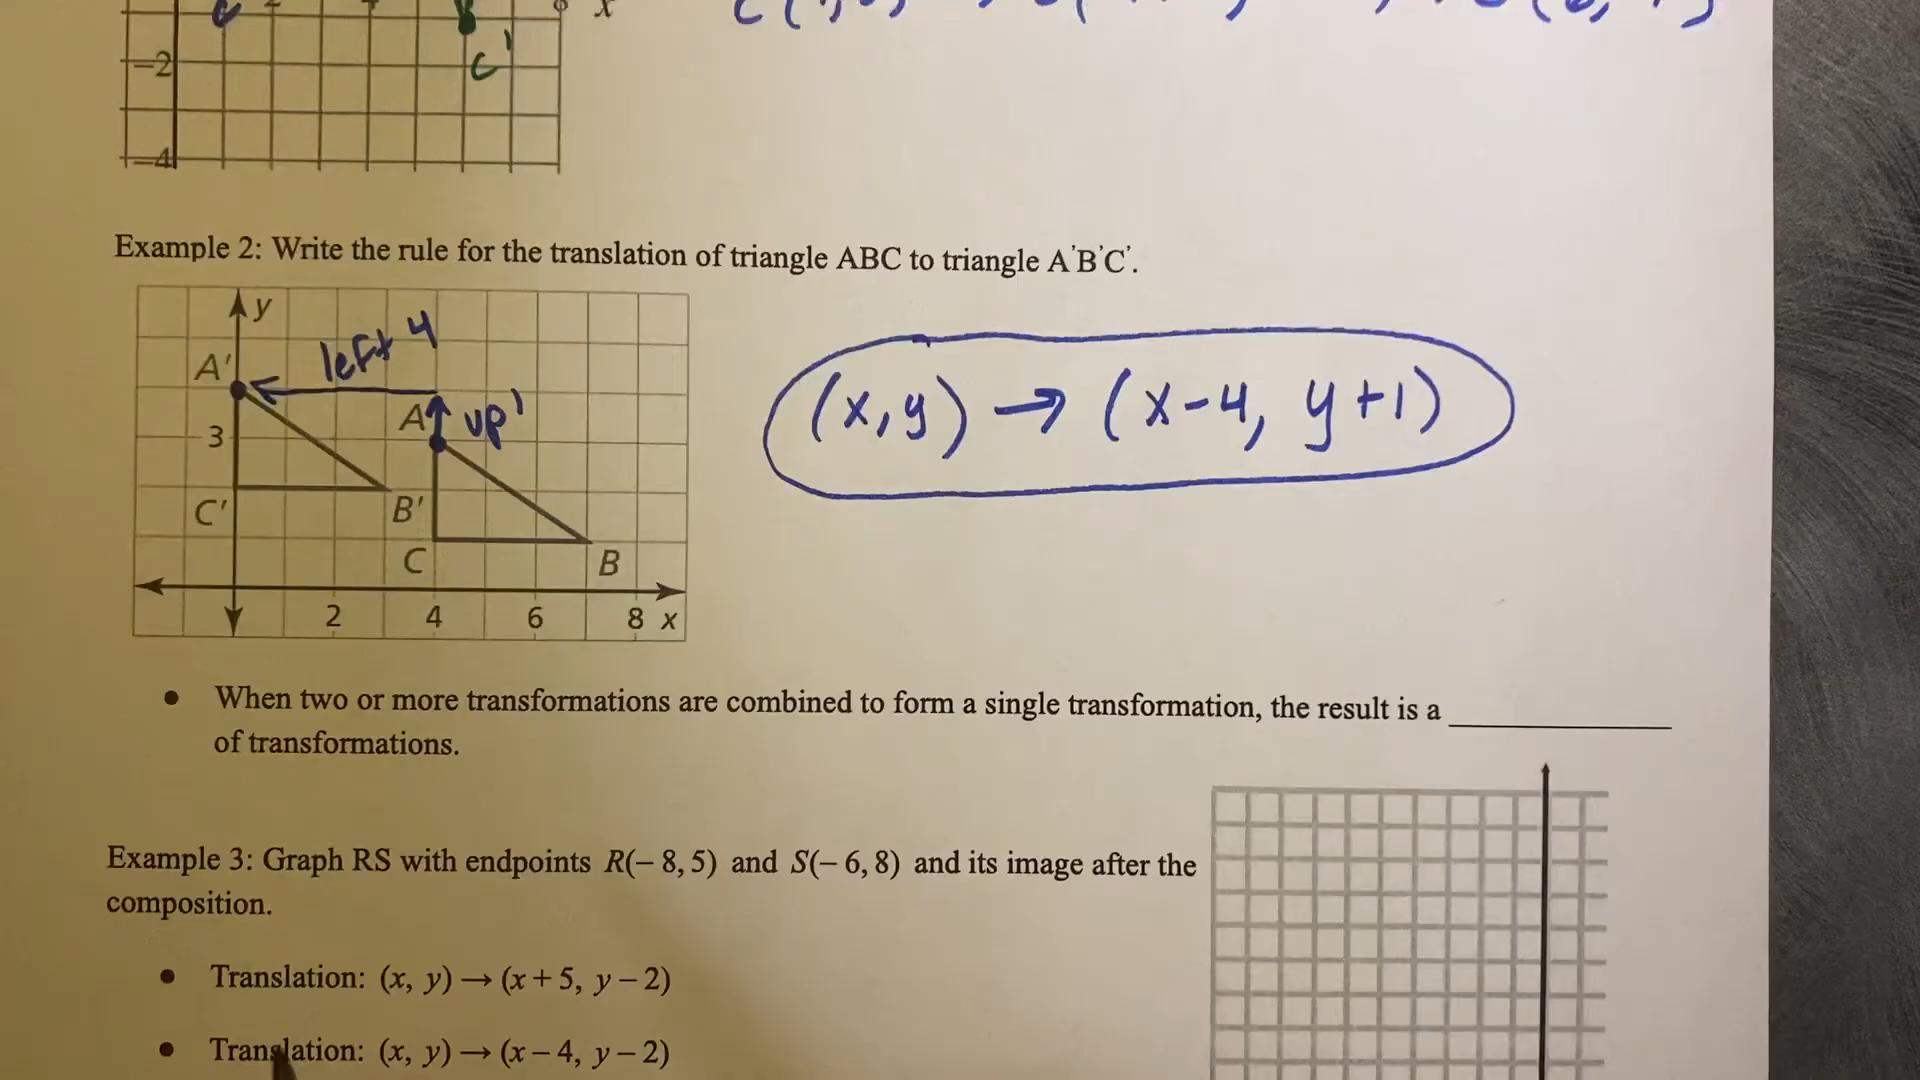 x
-2
C'
-4
Example 2: Write the rule for the translation of triangle ABC to triangle A'B'C'.
y
left 4
A'
A
up 1
3
(x,y) → (x-4, y+1)
C'
B'
C
B
2 4 6 8 x
• When two or more transformations are combined to form a single transformation, the result is a ____________
of transformations.
Example 3: Graph RS with endpoints R(− 8, 5) and S(− 6, 8) and its image after the
composition.
• Translation: (x, y) → (x + 5, y − 2)
• Translation: (x, y) → (x − 4, y − 2)